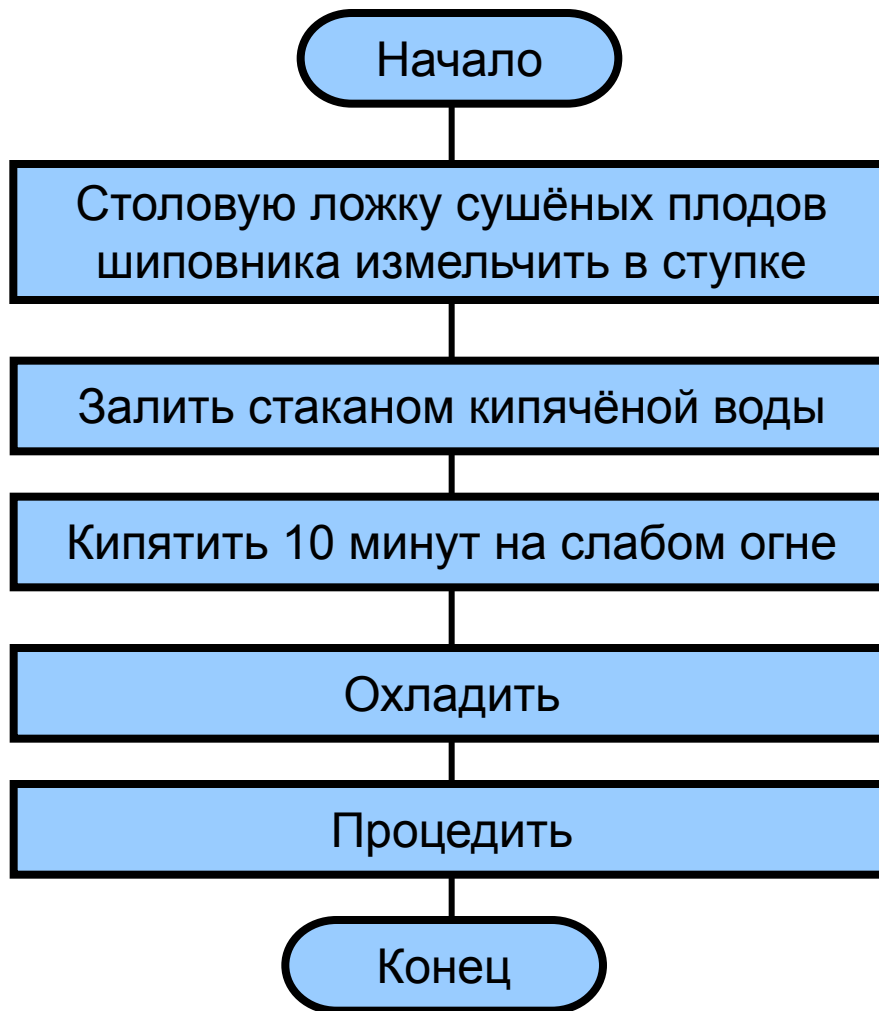 Начало
Столовую ложку сушёных плодов
шиповника измельчить в ступке
Залить стаканом кипячёной воды
Кипятить 10 минут на слабом огне
Охладить
Процедить
Конец